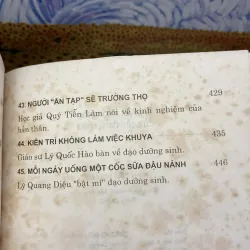 43. NGƯỜI "ĂN TẠP" SẼ TRƯỜNG THỌ 429
Học giả Quý Tiễn Lâm nói về kinh nghiệm của
bản thân.
44. KIÊN TRÌ KHÔNG LÀM VIỆC KHUYA 435
Giáo sư Lý Quốc Hào bàn về đạo dưỡng sinh.
45. MỖI NGÀY UỐNG MỘT CỐC SỮA ĐẬU NÀNH 446
Lý Quang Diệu "bật mí" đạo dưỡng sinh.